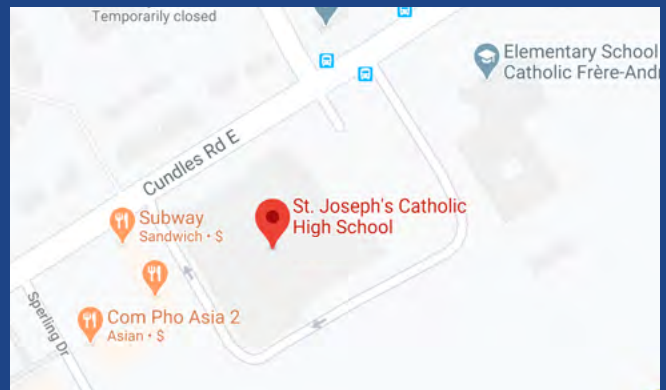 Temporarily closed
Elementary School
Catholic Frère-André
Cundles Rd E
St. Joseph's Catholic
High School
Subway
Sandwich • $
Com Pho Asia 2
Asian • $
Sperling Dr